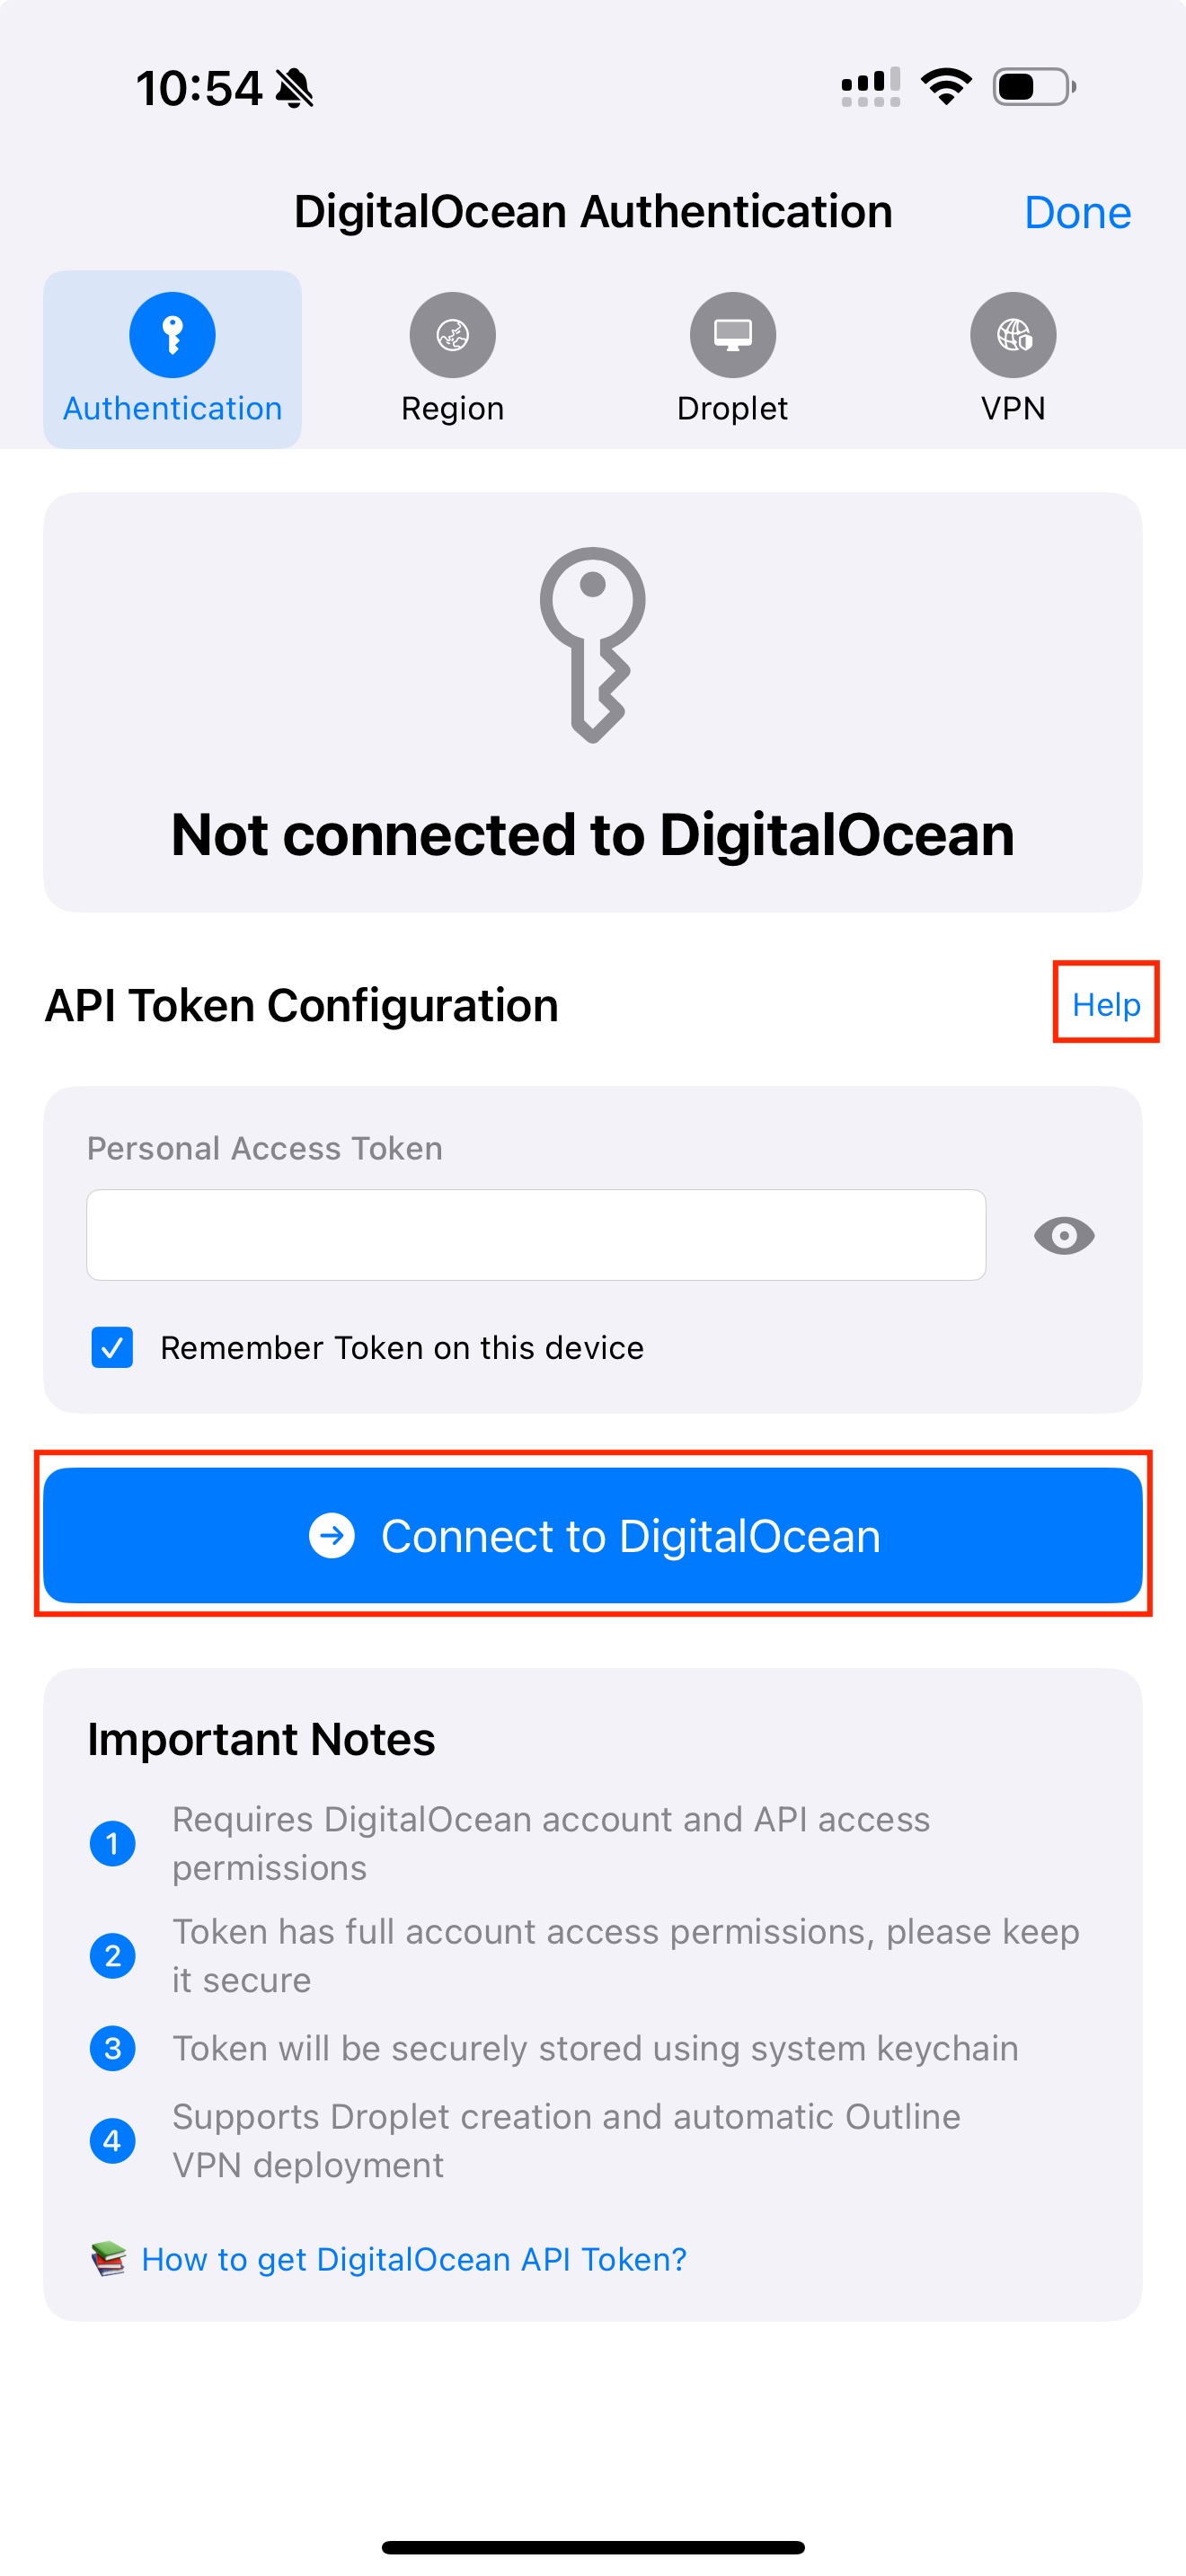 10:54
DigitalOcean Authentication
Done
Authentication
Region
Droplet
VPN
Not connected to DigitalOcean
API Token Configuration
Help
Personal Access Token
Remember Token on this device
Connect to DigitalOcean
Important Notes
1
Requires DigitalOcean account and API access
permissions
2
Token has full account access permissions, please keep
it secure
3
Token will be securely stored using system keychain
4
Supports Droplet creation and automatic Outline
VPN deployment
How to get DigitalOcean API Token?